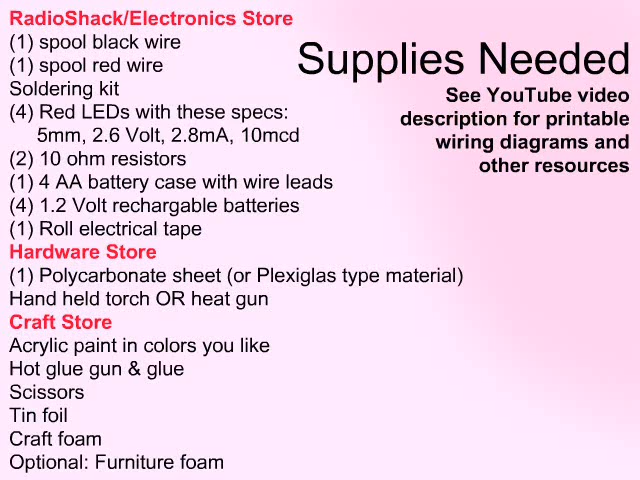 RadioShack/Electronics Store
(1) spool black wire
(1) spool red wire
Soldering kit
(4) Red LEDs with these specs:
5mm, 2.6 Volt, 2.8mA, 10mcd
(2) 10 ohm resistors
(1) 4 AA battery case with wire leads
(4) 1.2 Volt rechargable batteries
(1) Roll electrical tape
Hardware Store
(1) Polycarbonate sheet (or Plexiglas type material)
Hand held torch OR heat gun
Craft Store
Acrylic paint in colors you like
Hot glue gun & glue
Scissors
Tin foil
Craft foam
Optional: Furniture foam
Supplies Needed
See YouTube video
description for printable
wiring diagrams and
other resources